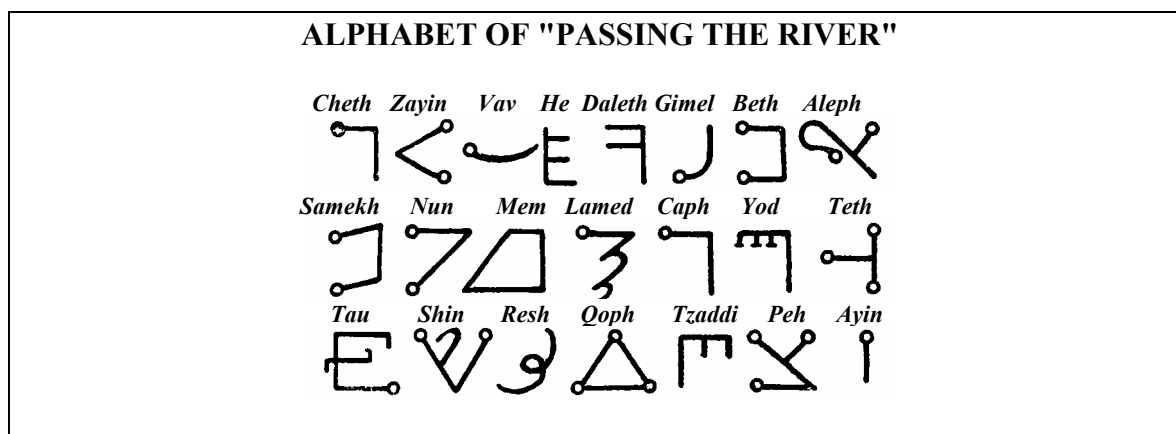 ALPHABET OF "PASSING THE RIVER"
Cheth Zayin Vav He Daleth Gimel Beth Aleph
Samekh Nun Mem Lamed Caph Yod Teth
Tau Shin Resh Qoph Tzaddi Peh Ayin